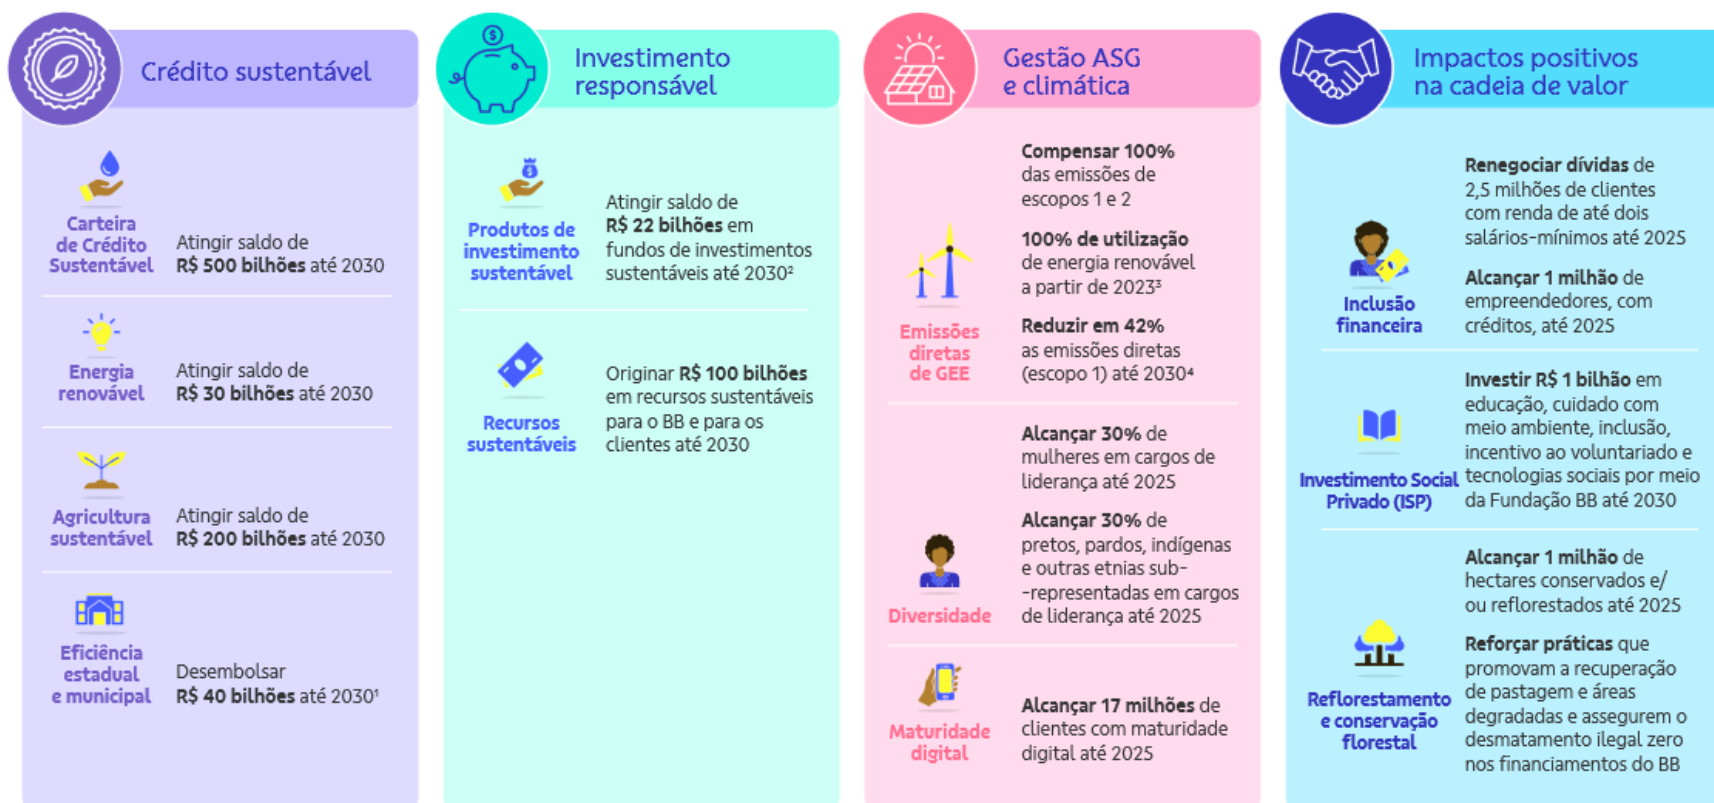 Crédito sustentável
Carteira
de Crédito
Sustentável
Atingir saldo de
R$ 500 bilhões até 2030
Energia
renovável
Atingir saldo de
R$ 30 bilhões até 2030
Agricultura
sustentável
Atingir saldo de
R$ 200 bilhões até 2030
Eficiência
estadual
e municipal
Desembolsar
R$ 40 bilhões até 2030¹
Investimento
responsável
$
$
Produtos de
investimento
sustentável
Atingir saldo de
R$ 22 bilhões em
fundos de investimentos
sustentáveis até 2030²
Recursos
sustentáveis
Originar R$ 100 bilhões
em recursos sustentáveis
para o BB e para os
clientes até 2030
Gestão ASG
e climática
Emissões
diretas
de GEE
Compensar 100%
das emissões de
escopos 1 e 2
100% de utilização
de energia renovável
a partir de 2023³
Reduzir em 42%
as emissões diretas
(escopo 1) até 2030⁴
Diversidade
Alcançar 30% de
mulheres em cargos de
liderança até 2025
Alcançar 30% de
pretos, pardos, indígenas
e outras etnias sub-
-representadas em cargos
de liderança até 2025
Maturidade
digital
Alcançar 17 milhões de
clientes com maturidade
digital até 2025
Impactos positivos
na cadeia de valor
Inclusão
financeira
Renegociar dívidas de
2,5 milhões de clientes
com renda de até dois
salários-mínimos até 2025
Alcançar 1 milhão de
empreendedores, com
créditos, até 2025
Investimento Social
Privado (ISP)
Investir R$ 1 bilhão em
educação, cuidado com
meio ambiente, inclusão,
incentivo ao voluntariado e
tecnologias sociais por meio
da Fundação BB até 2030
Reflorestamento
e conservação
florestal
Alcançar 1 milhão de
hectares conservados e/
ou reflorestados até 2025
Reforçar práticas que
promovam a recuperação
de pastagem e áreas
degradadas e assegurem o
desmatamento ilegal zero
nos financiamentos do BB